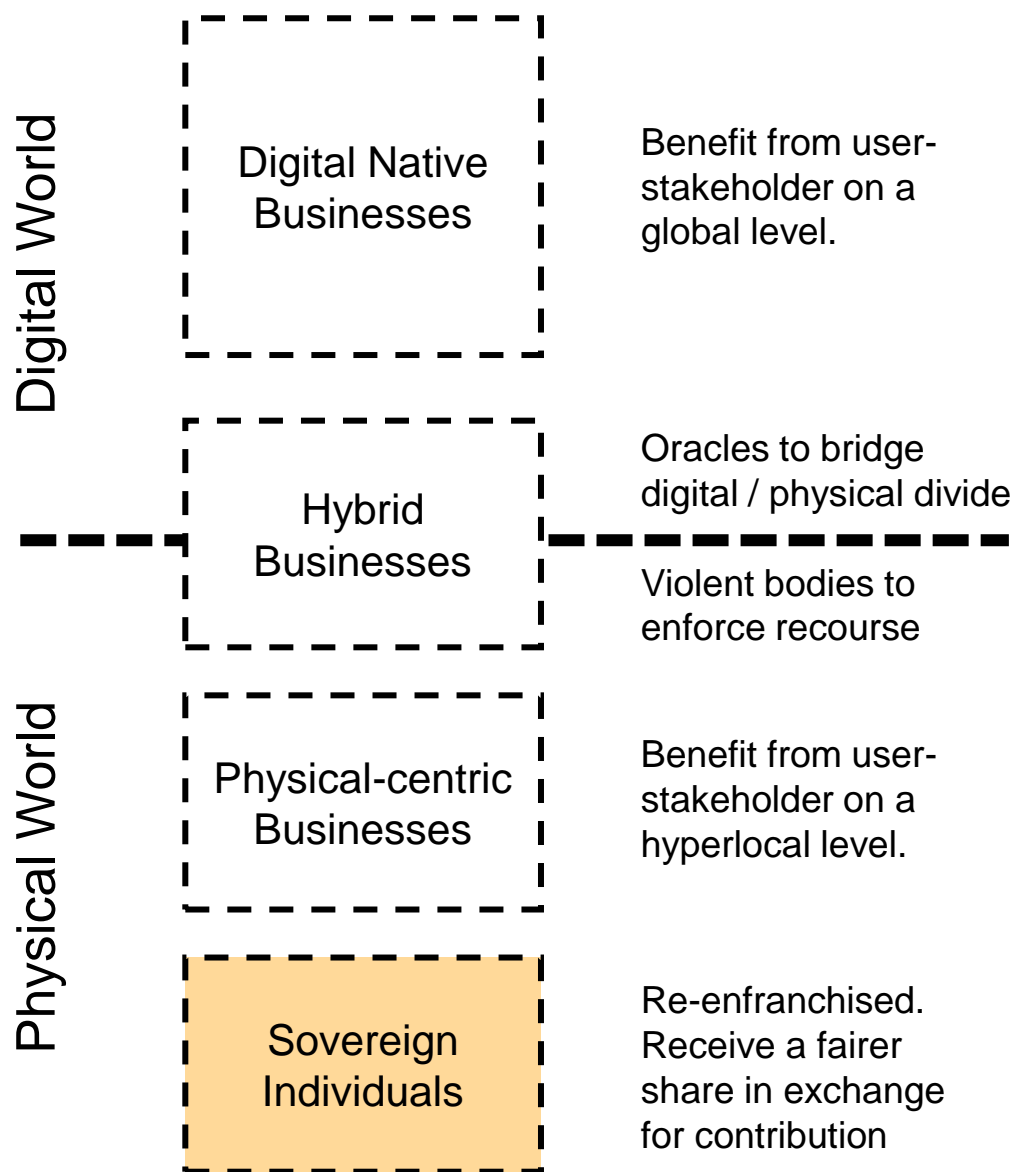 Digital World
Digital Native
Businesses
Benefit from user-
stakeholder on a
global level.
Hybrid
Businesses
Oracles to bridge
digital / physical divide
Violent bodies to
enforce recourse
Physical World
Physical-centric
Businesses
Benefit from user-
stakeholder on a
hyperlocal level.
Sovereign
Individuals
Re-enfranchised.
Receive a fairer
share in exchange
for contribution